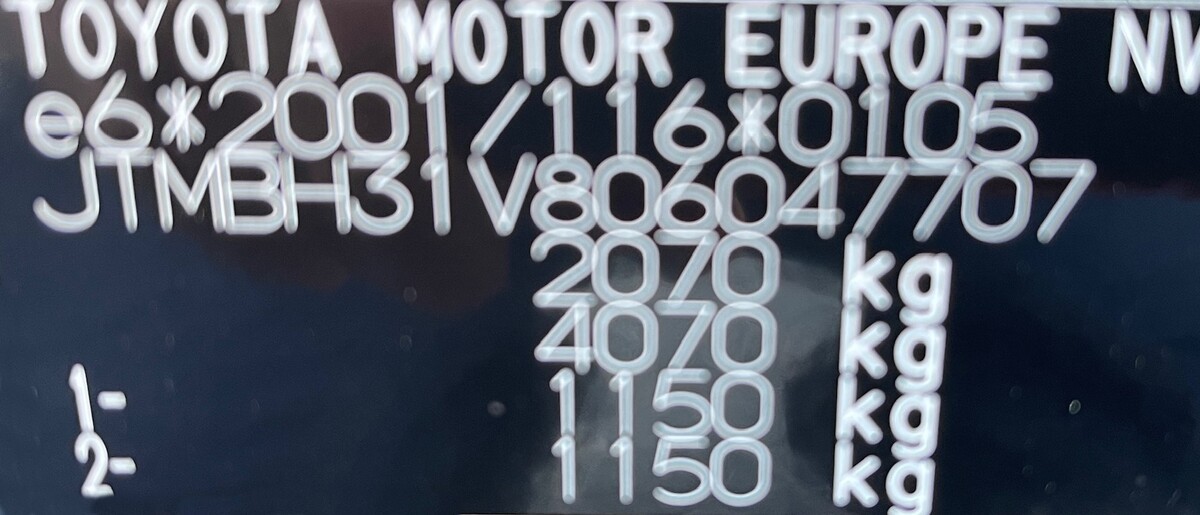 TOYOTA MOTOR EUROPE NV
e6*2001/116*0105
JTMBH31V806047707
2070 kg
4070 kg
1- 1150 kg
2- 1150 kg